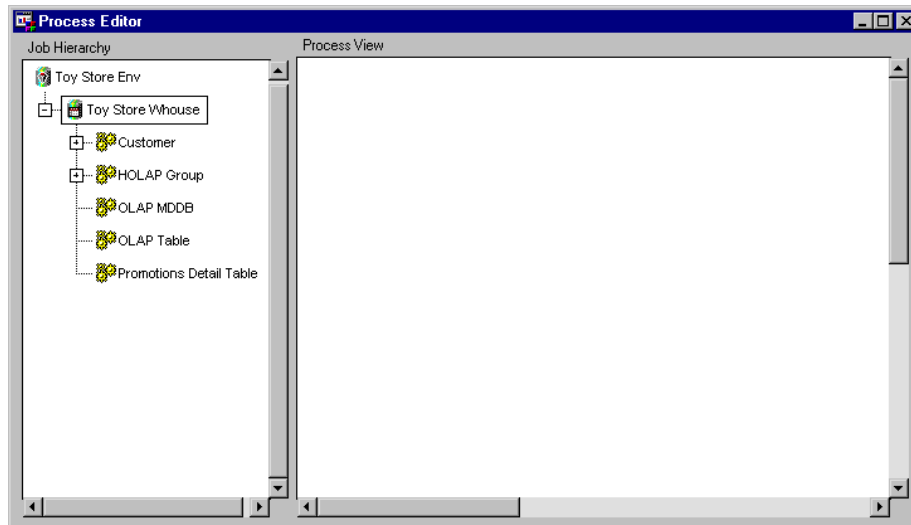 Process Editor
Job Hierarchy
Process View
Toy Store Env
Toy Store Whouse
Customer
HOLAP Group
OLAP MDDB
OLAP Table
Promotions Detail Table